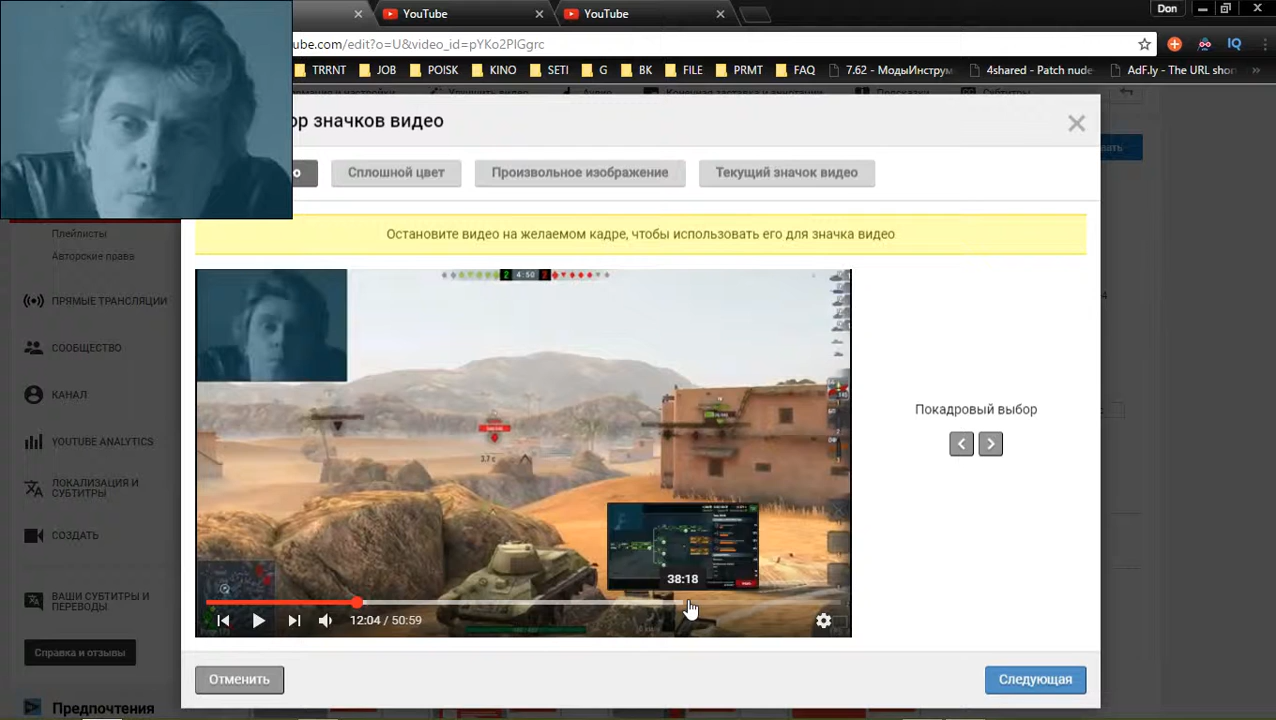 YouTube
YouTube
Don
ube.com/edit?o=U&video_id=pYKo2PlGgrc
TRRNT
JOB
POISK
KINO
SETI
G
BK
FILE
PRMT
FAQ
7.62 - МодыИнструм
4shared - Patch nude
AdF.ly - The URL shor
ор значков видео
о
Сплошной цвет
Произвольное изображение
Текущий значок видео
Остановите видео на желаемом кадре, чтобы использовать его для значка видео
Плейлисты
Авторские права
ПРЯМЫЕ ТРАНСЛЯЦИИ
СООБЩЕСТВО
КАНАЛ
YOUTUBE ANALYTICS
ЛОКАЛИЗАЦИЯ И
СУБТИТРЫ
СОЗДАТЬ
ВАШИ СУБТИТРЫ И
ПЕРЕВОДЫ
Справка и отзывы
Предпочтения
2 4:50
3.7 c
38:18
12:04 / 50:59
Покадровый выбор
Отменить
Следующая